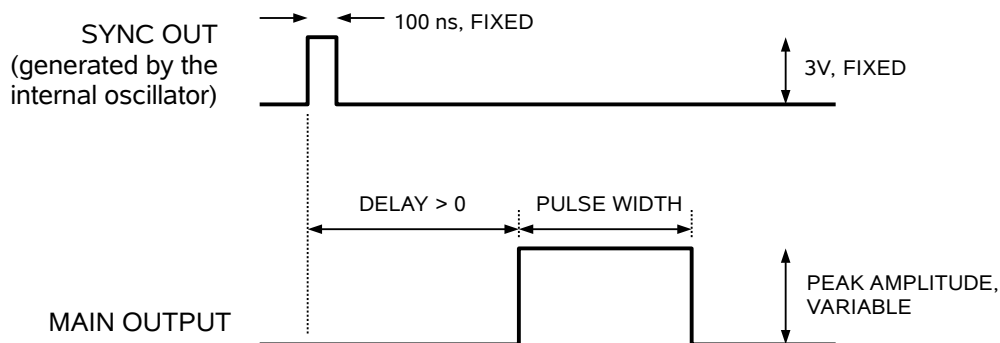 100 ns, FIXED
SYNC OUT
(generated by the
internal oscillator)
3V, FIXED
DELAY > 0
PULSE WIDTH
PEAK AMPLITUDE,
VARIABLE
MAIN OUTPUT